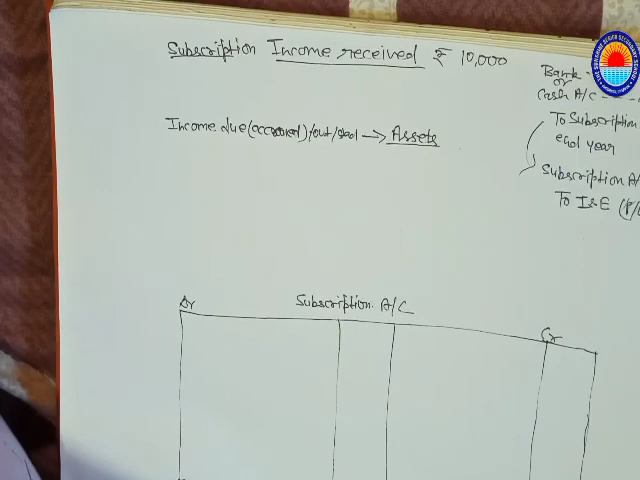 Subscription Income received ₹ 10,000
Bank -
or
Cash A/C - - -
To Subscription
end year
Subscription A/
To I&E (P/
Income due (accrued)/out/stad → Assets
Subscription A/C
Dr
Cr